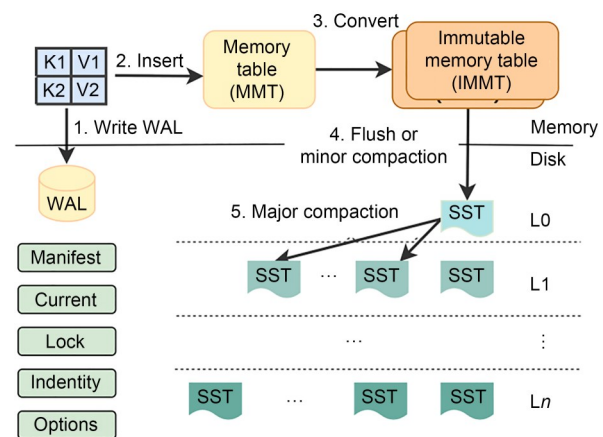 3. Convert
K1 V1
K2 V2
2. Insert
Memory
table
(MMT)
Immutable
memory table
(IMMT)
1. Write WAL
4. Flush or
minor compaction
Memory
Disk
WAL
5. Major compaction
SST
L0
Manifest
SST ... SST SST
L1
Current
Lock
...
⋮
Indentity
SST ... SST SST
Ln
Options